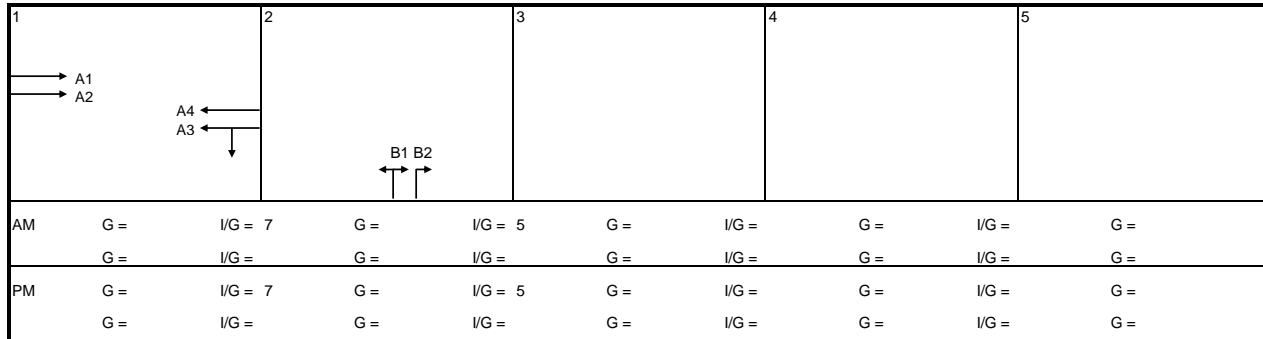 1 2 3 4 5
A1
A2
A4
A3
B1 B2
AM G = I/G = 7 G = I/G = 5 G = I/G = G = I/G = G =
G = I/G = G = I/G = G = I/G = G = I/G = G =
PM G = I/G = 7 G = I/G = 5 G = I/G = G = I/G = G =
G = I/G = G = I/G = G = I/G = G = I/G = G =